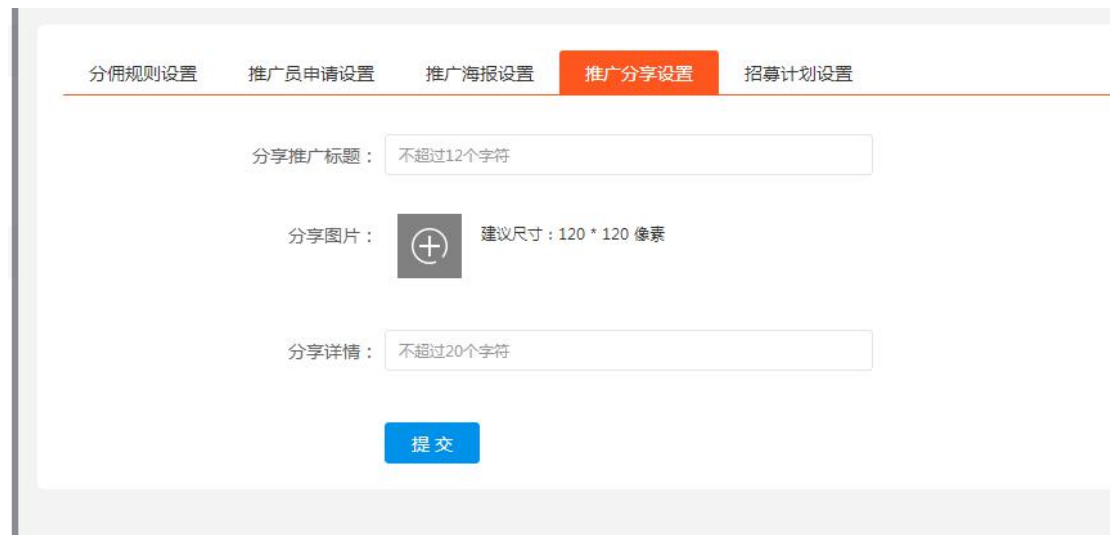 分佣规则设置 推广员申请设置 推广海报设置 推广分享设置 招募计划设置
分享推广标题： 不超过12个字符
分享图片： 建议尺寸：120 * 120 像素
分享详情： 不超过20个字符
提 交